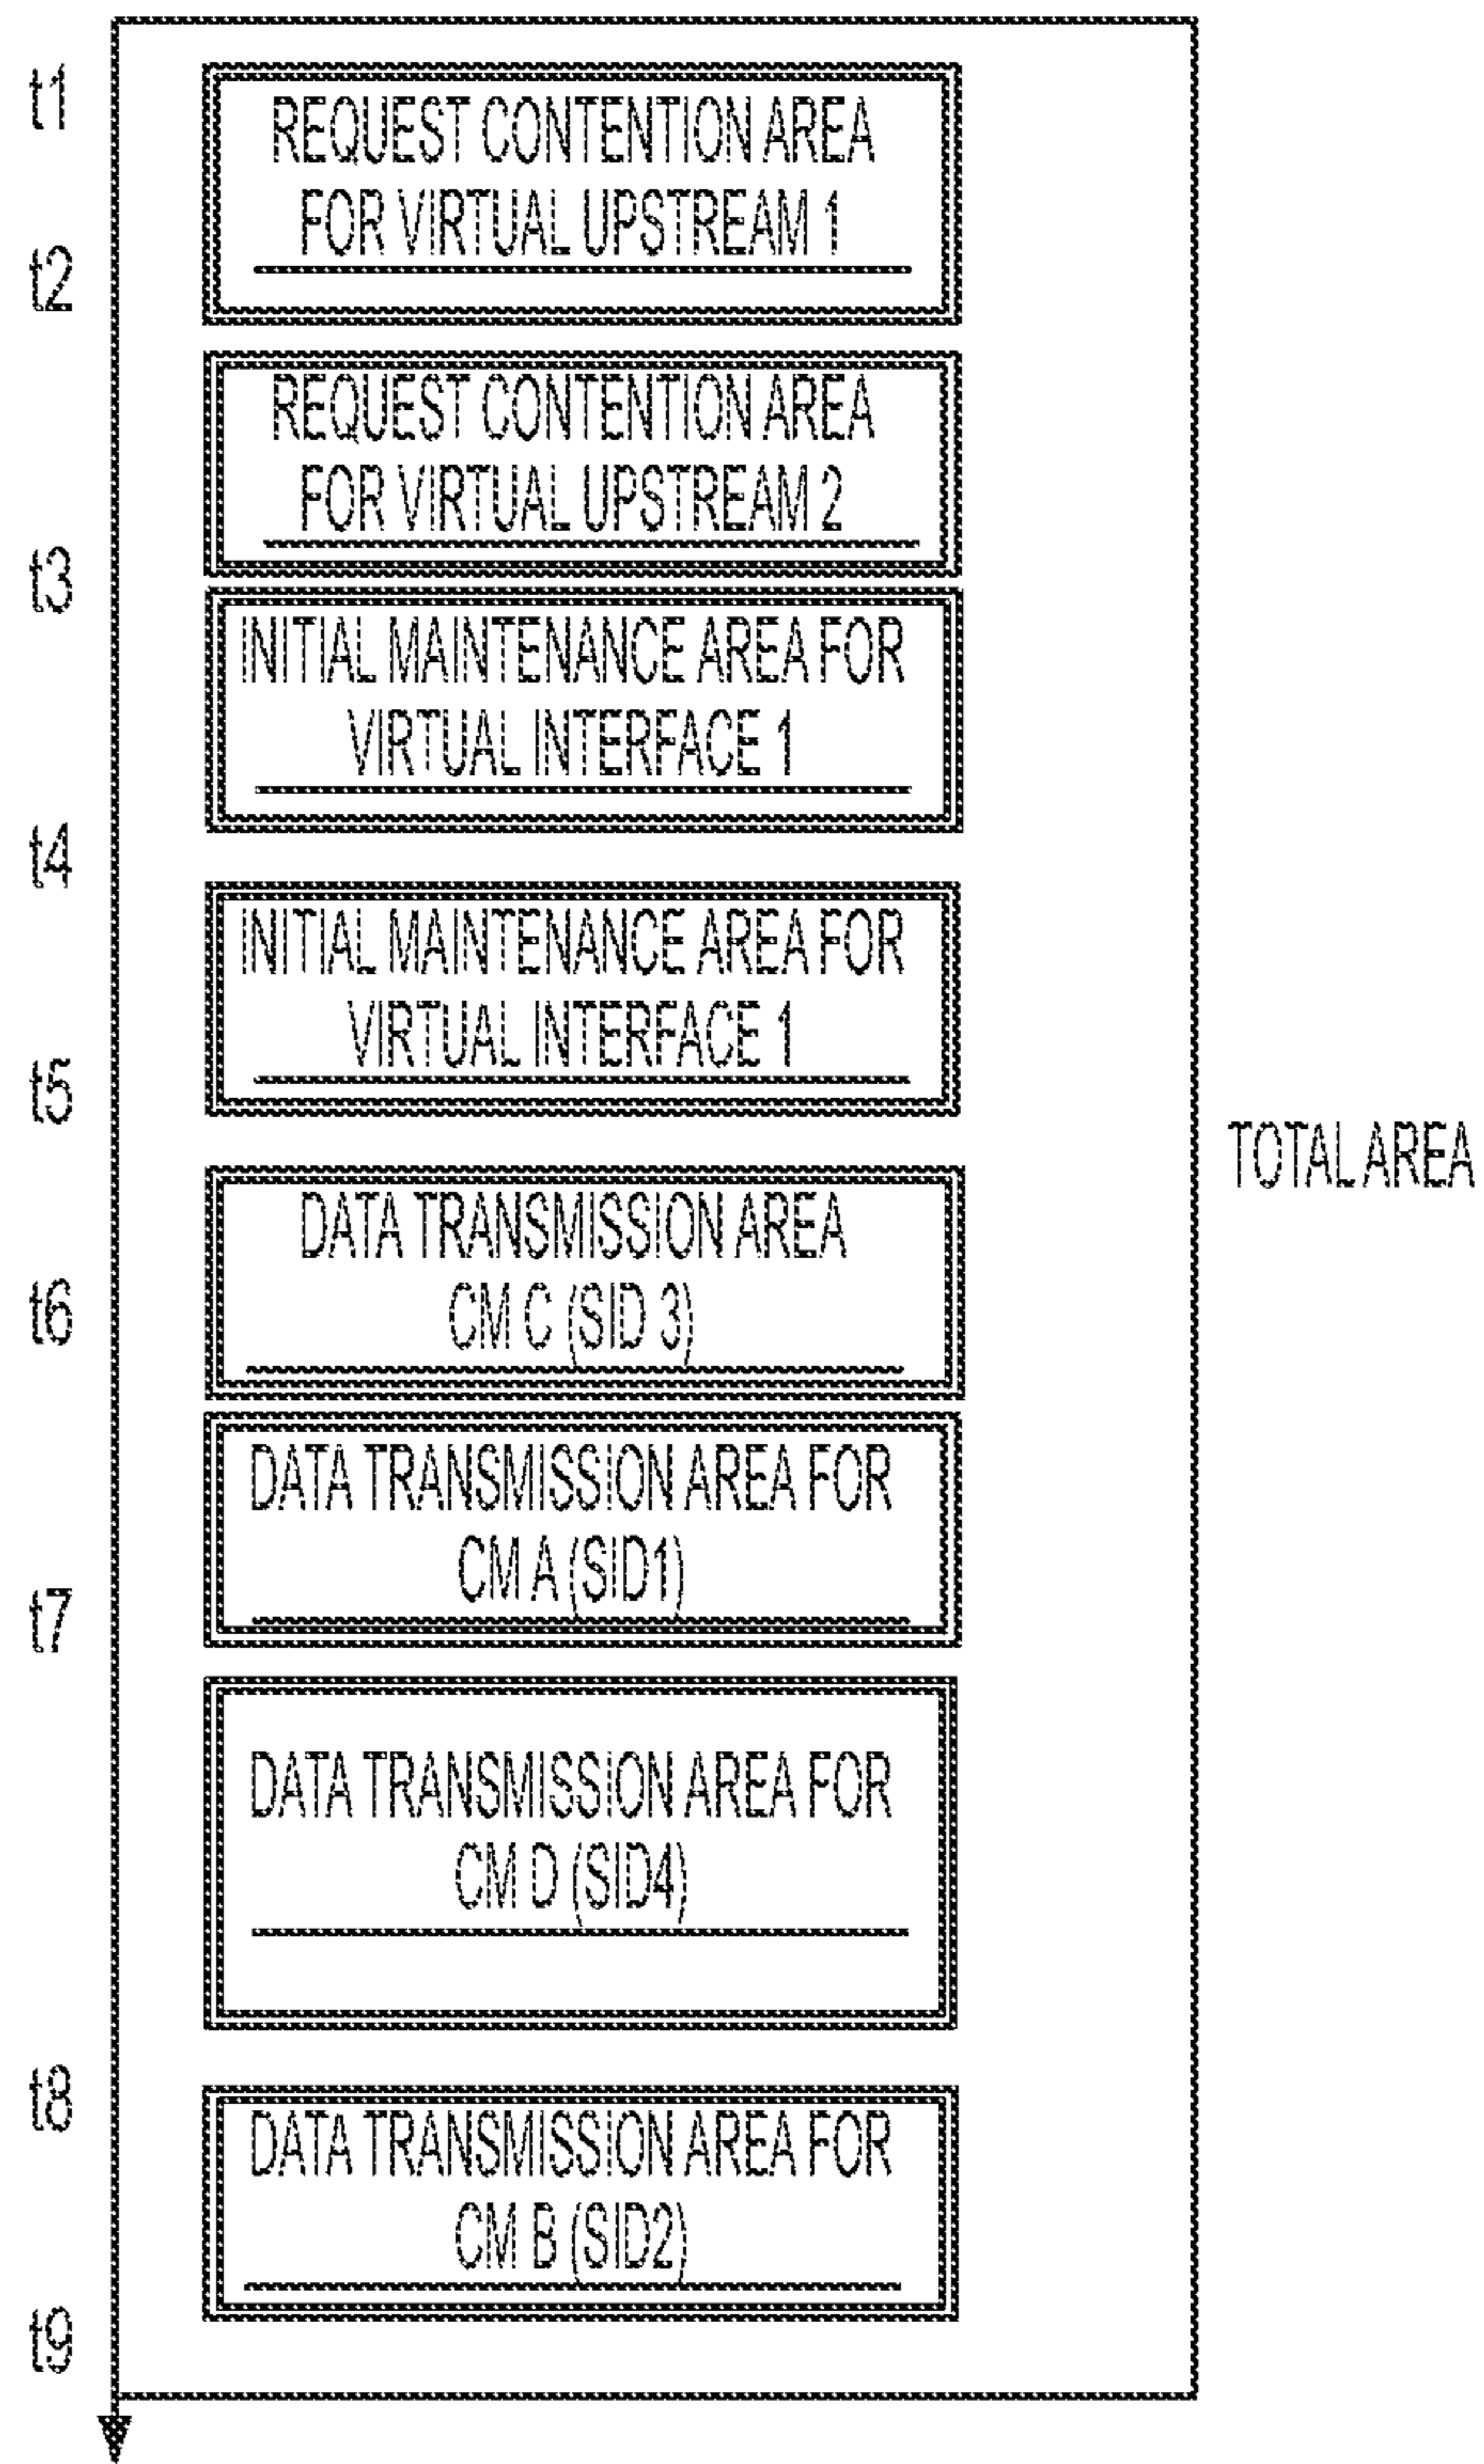 t1
REQUEST CONTENTION AREA
FOR VIRTUAL UPSTREAM 1
t2
REQUEST CONTENTION AREA
FOR VIRTUAL UPSTREAM 2
t3
INITIAL MAINTENANCE AREA FOR
VIRTUAL INTERFACE 1
t4
INITIAL MAINTENANCE AREA FOR
VIRTUAL INTERFACE 1
t5
TOTAL AREA
DATA TRANSMISSION AREA
CM C (SID 3)
t6
DATA TRANSMISSION AREA FOR
CM A (SID1)
t7
DATA TRANSMISSION AREA FOR
CM D (SID4)
t8
DATA TRANSMISSION AREA FOR
CM B (SID2)
t9